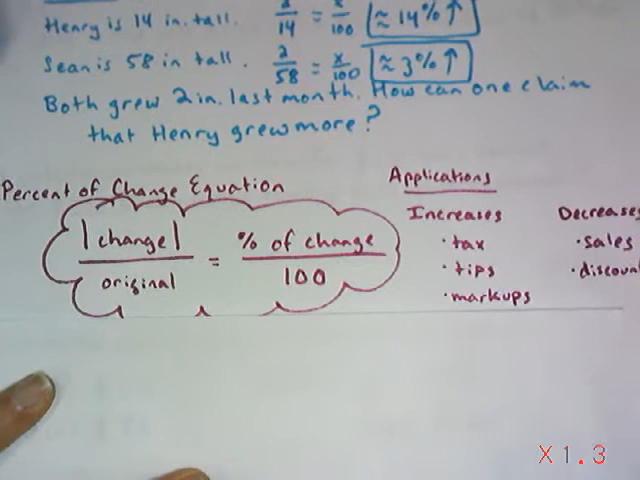 Henry is 14 in. tall. 2/14 = x/100 ≈ 14% ↑
Sean is 58 in tall. 2/58 = x/100 ≈ 3% ↑
Both grew 2 in. last month. How can one claim
that Henry grew more?
Percent of Change Equation
|change| / original = % of change / 100
Applications
Increases
· tax
· tips
· markups
Decreases
· sales
· discoun
X1.3